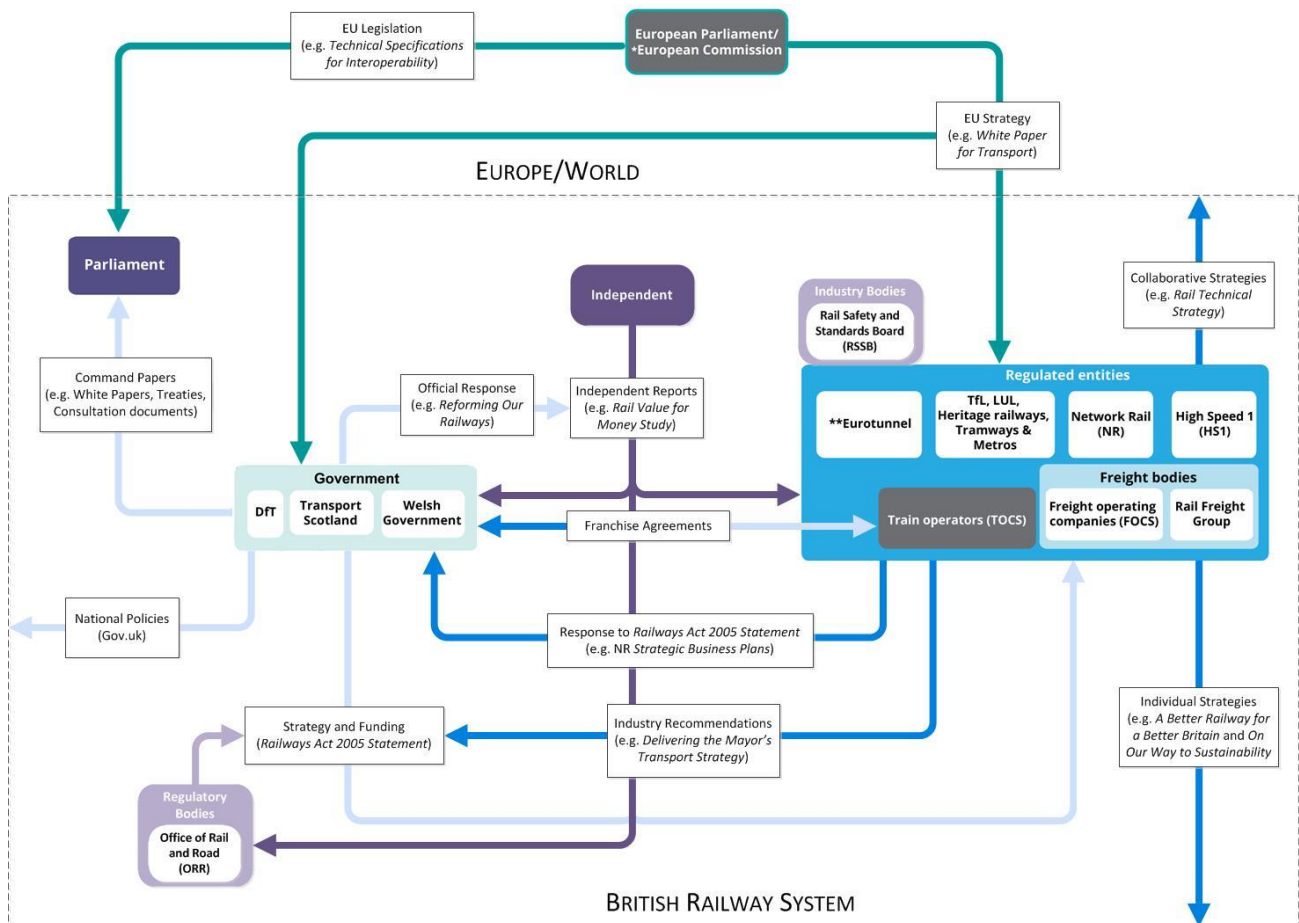 EU Legislation
(e.g. Technical Specifications
for Interoperability)
European Parliament/
*European Commission
EU Strategy
(e.g. White Paper
for Transport)
EUROPE/WORLD
Parliament
Independent
Industry Bodies
Rail Safety and
Standards Board
(RSSB)
Collaborative Strategies
(e.g. Rail Technical
Strategy)
Command Papers
(e.g. White Papers, Treaties,
Consultation documents)
Official Response
(e.g. Reforming Our
Railways)
Independent Reports
(e.g. Rail Value for
Money Study)
Regulated entities
**Eurotunnel
TfL, LUL,
Heritage railways,
Tramways &
Metros
Network Rail
(NR)
High Speed 1
(HS1)
Government
DfT
Transport
Scotland
Welsh
Government
Franchise Agreements
Train operators (TOCS)
Freight bodies
Freight operating
companies (FOCS)
Rail Freight
Group
National Policies
(Gov.uk)
Response to Railways Act 2005 Statement
(e.g. NR Strategic Business Plans)
Strategy and Funding
(Railways Act 2005 Statement)
Industry Recommendations
(e.g. Delivering the Mayor's
Transport Strategy)
Individual Strategies
(e.g. A Better Railway for
a Better Britain and On
Our Way to Sustainability
Regulatory
Bodies
Office of Rail
and Road
(ORR)
BRITISH RAILWAY SYSTEM